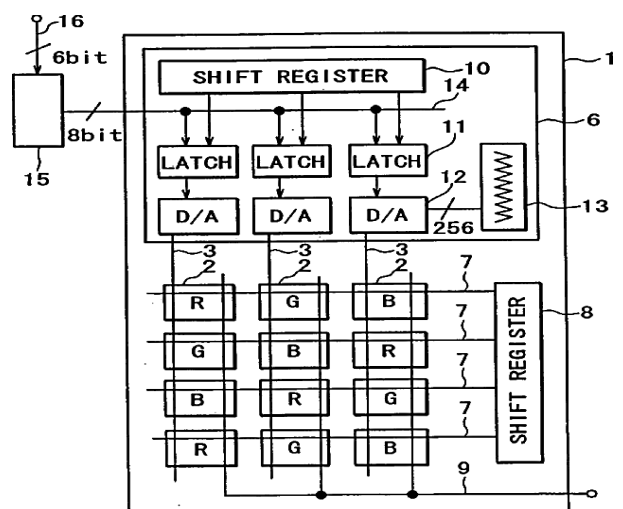 16
6bit
SHIFT REGISTER
10
1
14
6
8bit
15
LATCH LATCH LATCH
11
12
D/A D/A D/A
256
13
3 3 3
2 2 2
R G B
7
8
G B R
7
B R G
7
R G B
7
SHIFT REGISTER
9